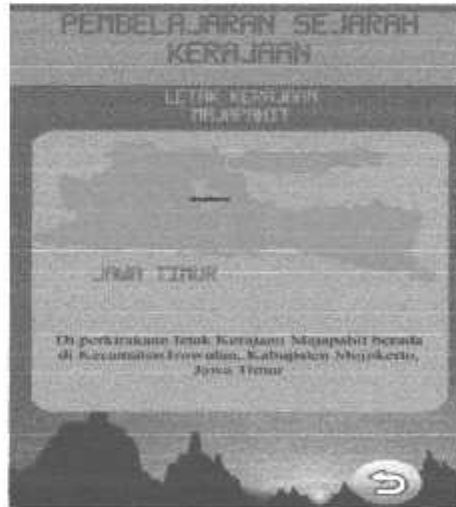 PEMBELAJARAN SEJARAH
KERAJAAN
LETAK KERAJAAN
MAJAPAHIT
JAWA TIMUR
Di perkirakane letak Kerajaan Majapahit berada
di Kecamatan Trowulan, Kabupaten Mojokerto,
Jawa Timur